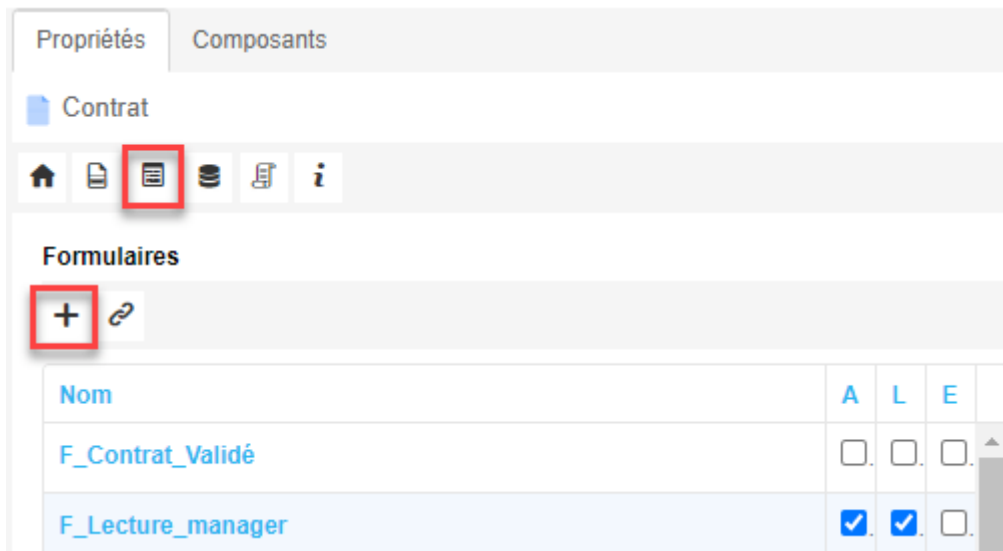 Propriétés Composants
Contrat
i
Formulaires
Nom A L E
F_Contrat_Validé
F_Lecture_manager